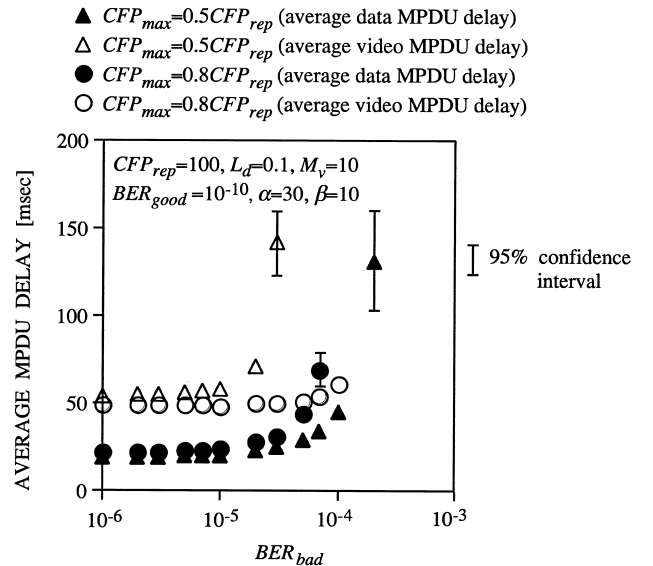 CFPmax=0.5CFPrep (average data MPDU delay)
CFPmax=0.5CFPrep (average video MPDU delay)
CFPmax=0.8CFPrep (average data MPDU delay)
CFPmax=0.8CFPrep (average video MPDU delay)
AVERAGE MPDU DELAY [msec]
200
150
100
50
0
CFPrep=100, Ld=0.1, Mv=10
BERgood =10-10, α=30, β=10
95% confidence
interval
10-6
10-5
10-4
10-3
BERbad